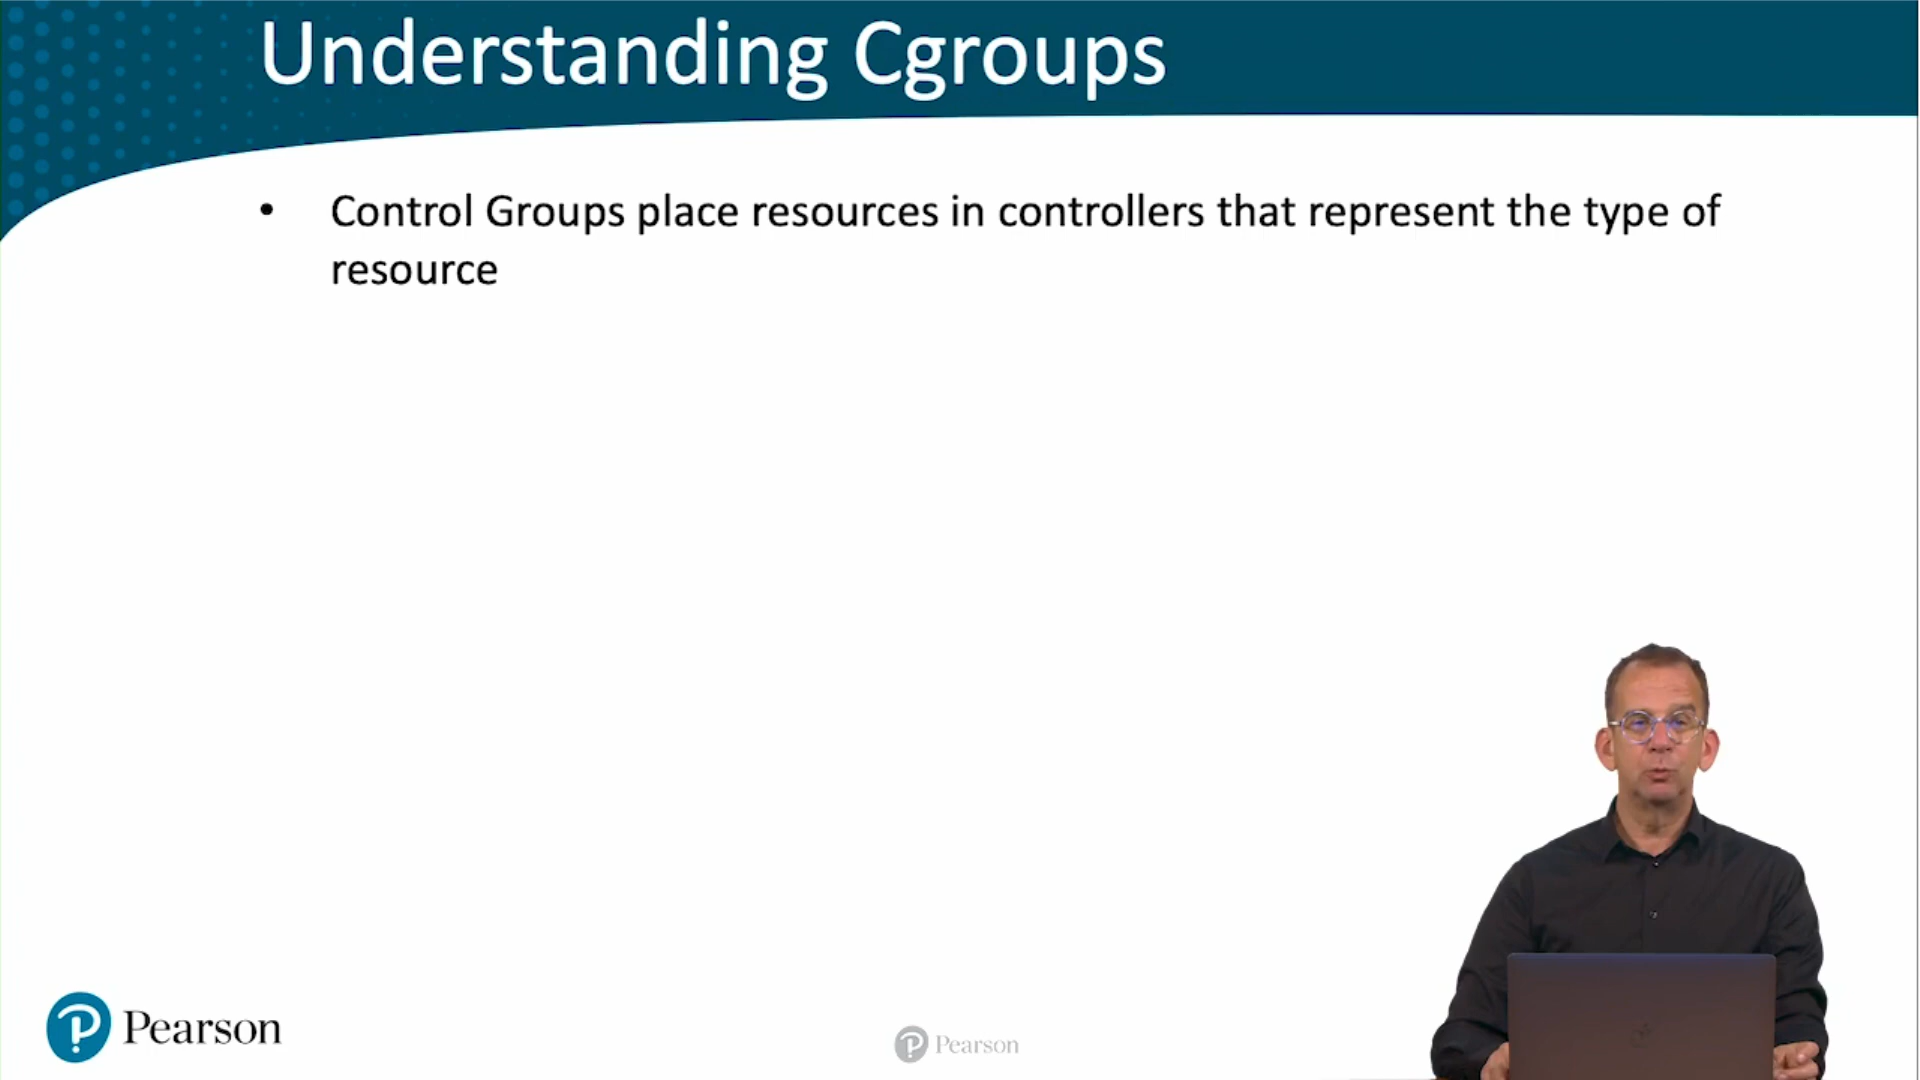 Understanding Cgroups
• Control Groups place resources in controllers that represent the type of
resource
Pearson
Pearson